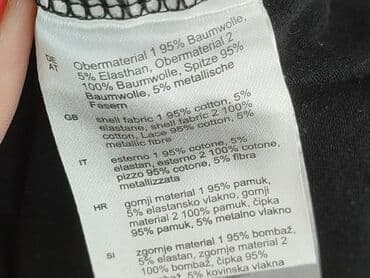 DE AT Obermaterial 1 95% Baumwolle,
5% Elasthan, Obermaterial 2
100% Baumwolle, Spitze 95%
Baumwolle, 5% metallische
Fasern
GB shell fabric 1 95% cotton, 5%
elastane, shell fabric 2 100%
cotton, Lace 95% cotton, 5%
metallic fibre
IT esterno 1 95% cotone, 5%
elastan, esterno 2 100% cotone,
pizzo 95% cotone, 5% fibra
metallizzata
HR gornji material 1 95% pamuk,
5% elastansko vlakno, gornji
material 2 100% pamuk, čipka
95% pamuk, 5% metalno vlakno
SI zgornje material 1 95% bombaž,
5% elastan, zgornje material 2
100% bombaž, čipka 95%
bombaž, 5% kovinska vlakna